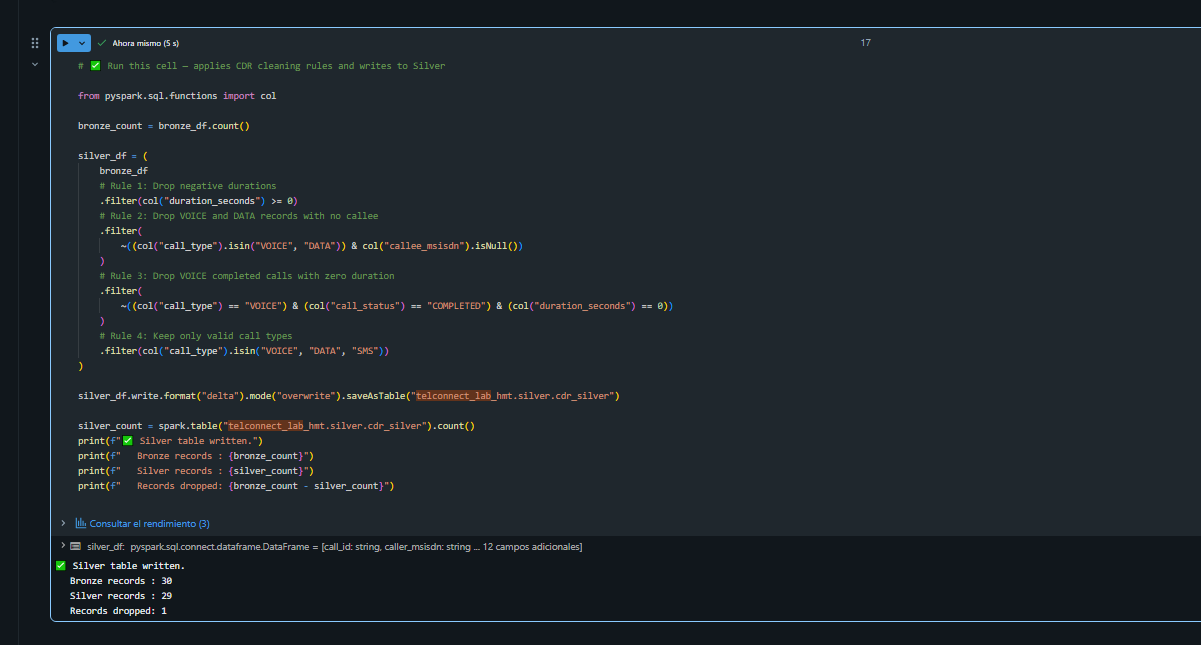 Ahora mismo (5 s)
17
# ✅ Run this cell — applies CDR cleaning rules and writes to Silver
from pyspark.sql.functions import col
bronze_count = bronze_df.count()
silver_df = (
bronze_df
# Rule 1: Drop negative durations
.filter(col("duration_seconds") >= 0)
# Rule 2: Drop VOICE and DATA records with no callee
.filter(
~((col("call_type").isin("VOICE", "DATA")) & col("callee_msisdn").isNull())
)
# Rule 3: Drop VOICE completed calls with zero duration
.filter(
~((col("call_type") == "VOICE") & (col("call_status") == "COMPLETED") & (col("duration_seconds") == 0))
)
# Rule 4: Keep only valid call types
.filter(col("call_type").isin("VOICE", "DATA", "SMS"))
)
silver_df.write.format("delta").mode("overwrite").saveAsTable("telconnect_lab_hmt.silver.cdr_silver")
silver_count = spark.table("telconnect_lab_hmt.silver.cdr_silver").count()
print(f"✅ Silver table written.")
print(f"   Bronze records : {bronze_count}")
print(f"   Silver records : {silver_count}")
print(f"   Records dropped: {bronze_count - silver_count}")
Consultar el rendimiento (3)
silver_df: pyspark.sql.connect.dataframe.DataFrame = [call_id: string, caller_msisdn: string ... 12 campos adicionales]
✅ Silver table written.
Bronze records : 30
Silver records : 29
Records dropped: 1